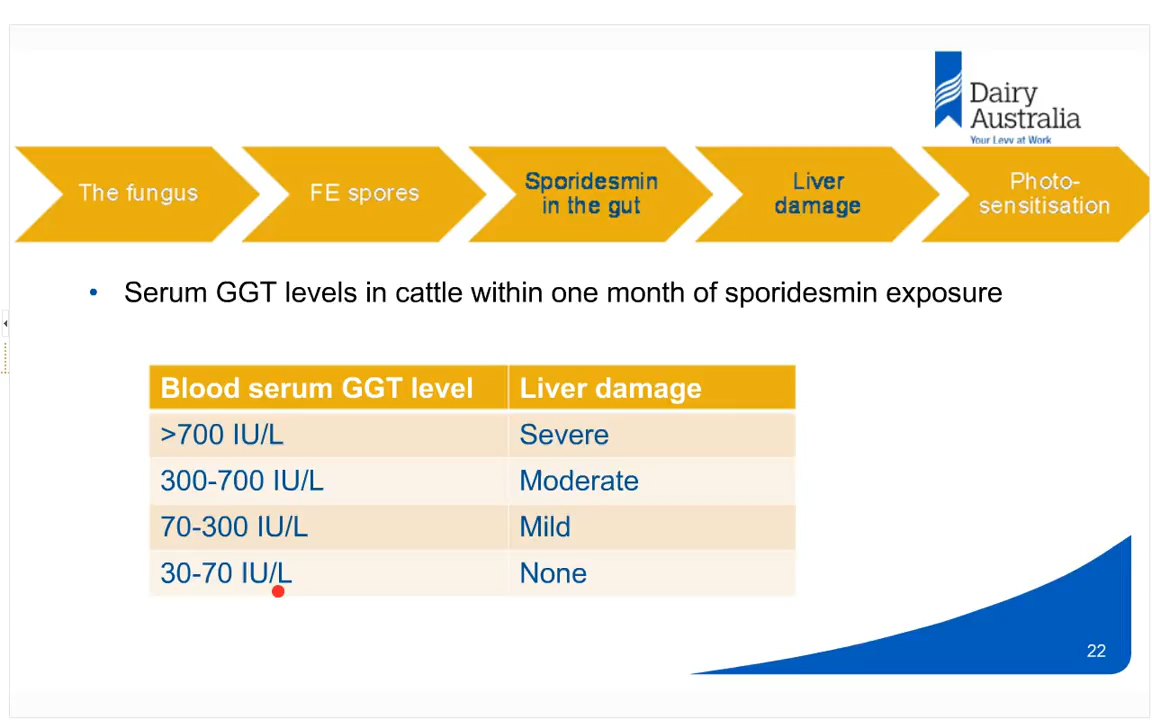 Dairy
Australia
Your Levy at Work
The fungus
FE spores
Sporidesmin
in the gut
Liver
damage
Photo-
sensitisation
• Serum GGT levels in cattle within one month of sporidesmin exposure
Blood serum GGT level Liver damage
>700 IU/L Severe
300-700 IU/L Moderate
70-300 IU/L Mild
30-70 IU/L None
22